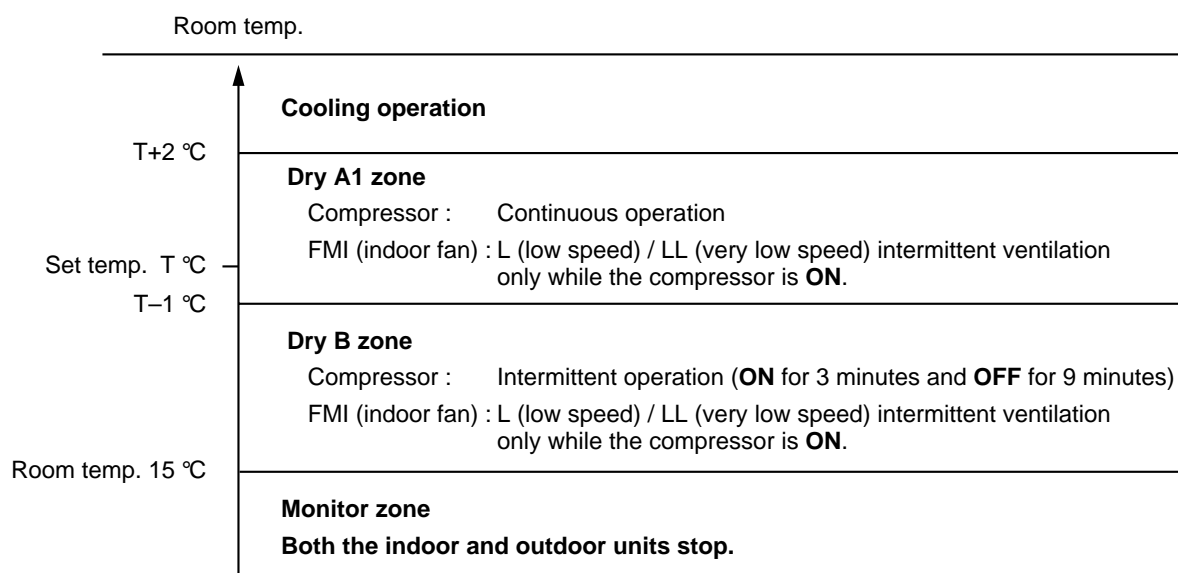 Room temp.
Cooling operation
T+2 °C
Dry A1 zone
Compressor : Continuous operation
FMI (indoor fan) : L (low speed) / LL (very low speed) intermittent ventilation
only while the compressor is ON.
Set temp. T °C
T–1 °C
Dry B zone
Compressor : Intermittent operation (ON for 3 minutes and OFF for 9 minutes)
FMI (indoor fan) : L (low speed) / LL (very low speed) intermittent ventilation
only while the compressor is ON.
Room temp. 15 °C
Monitor zone
Both the indoor and outdoor units stop.